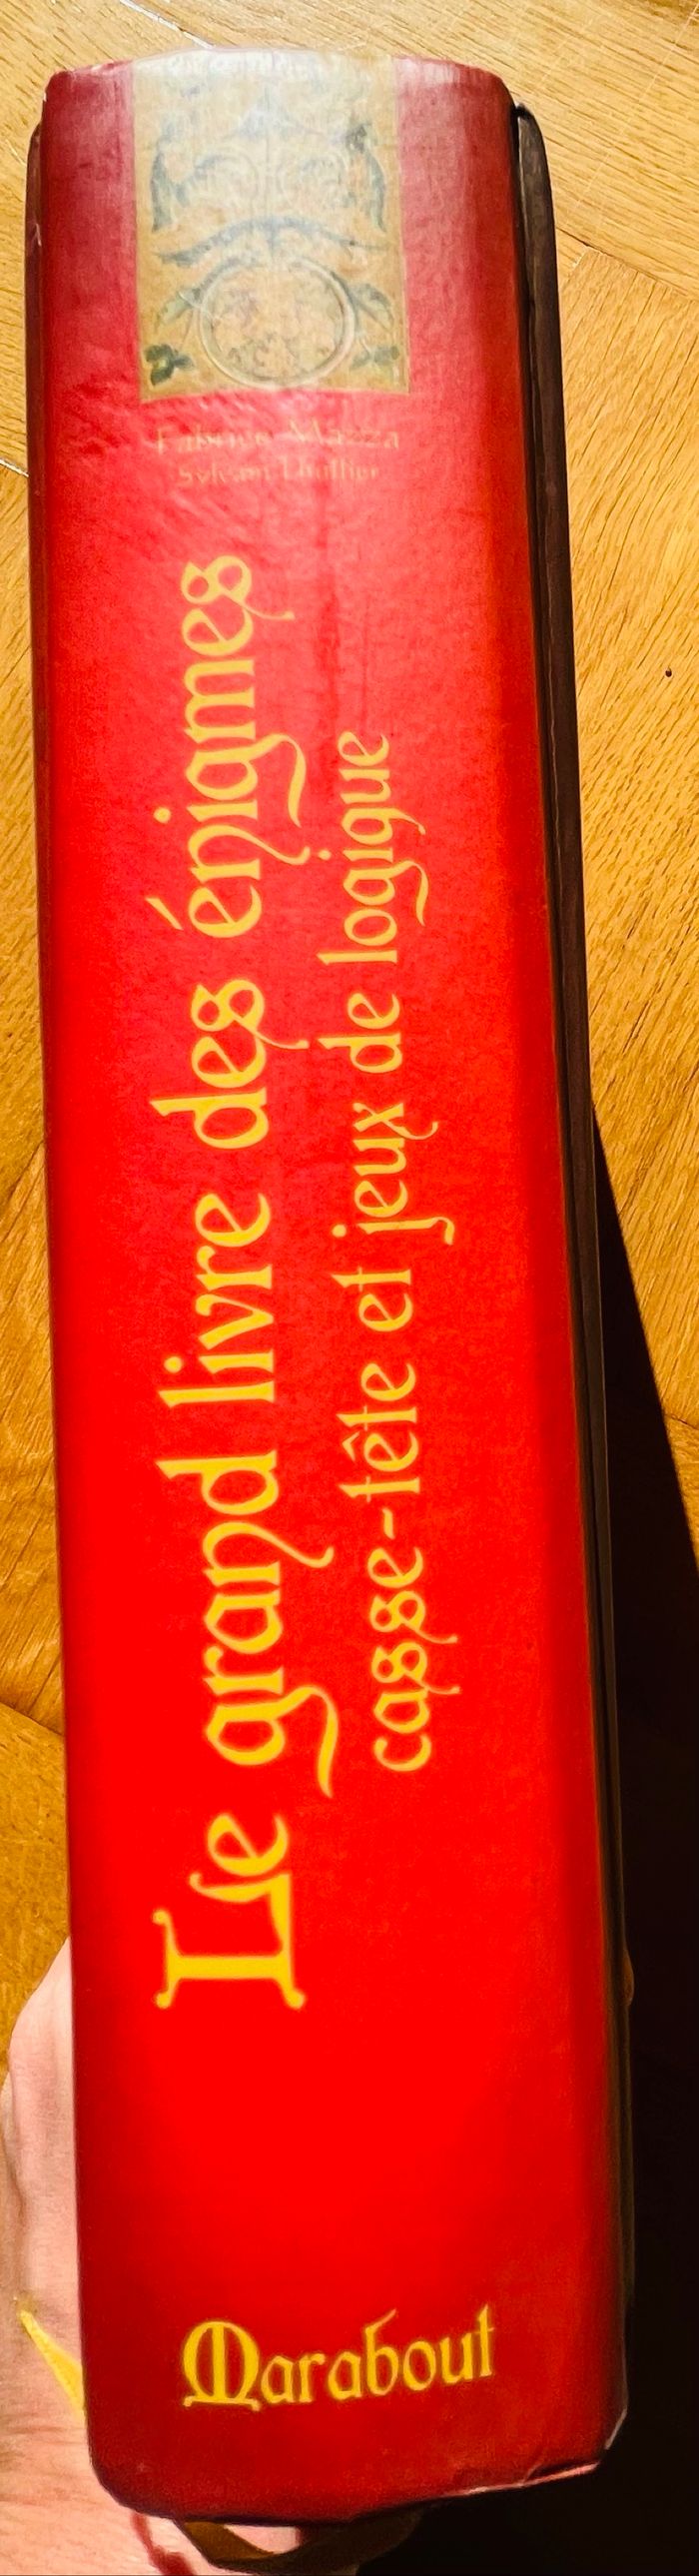 Fabrice Mazza
Sylvain Lhullier
Le grand livre des énigmes
casse-tête et jeux de logique
Marabout